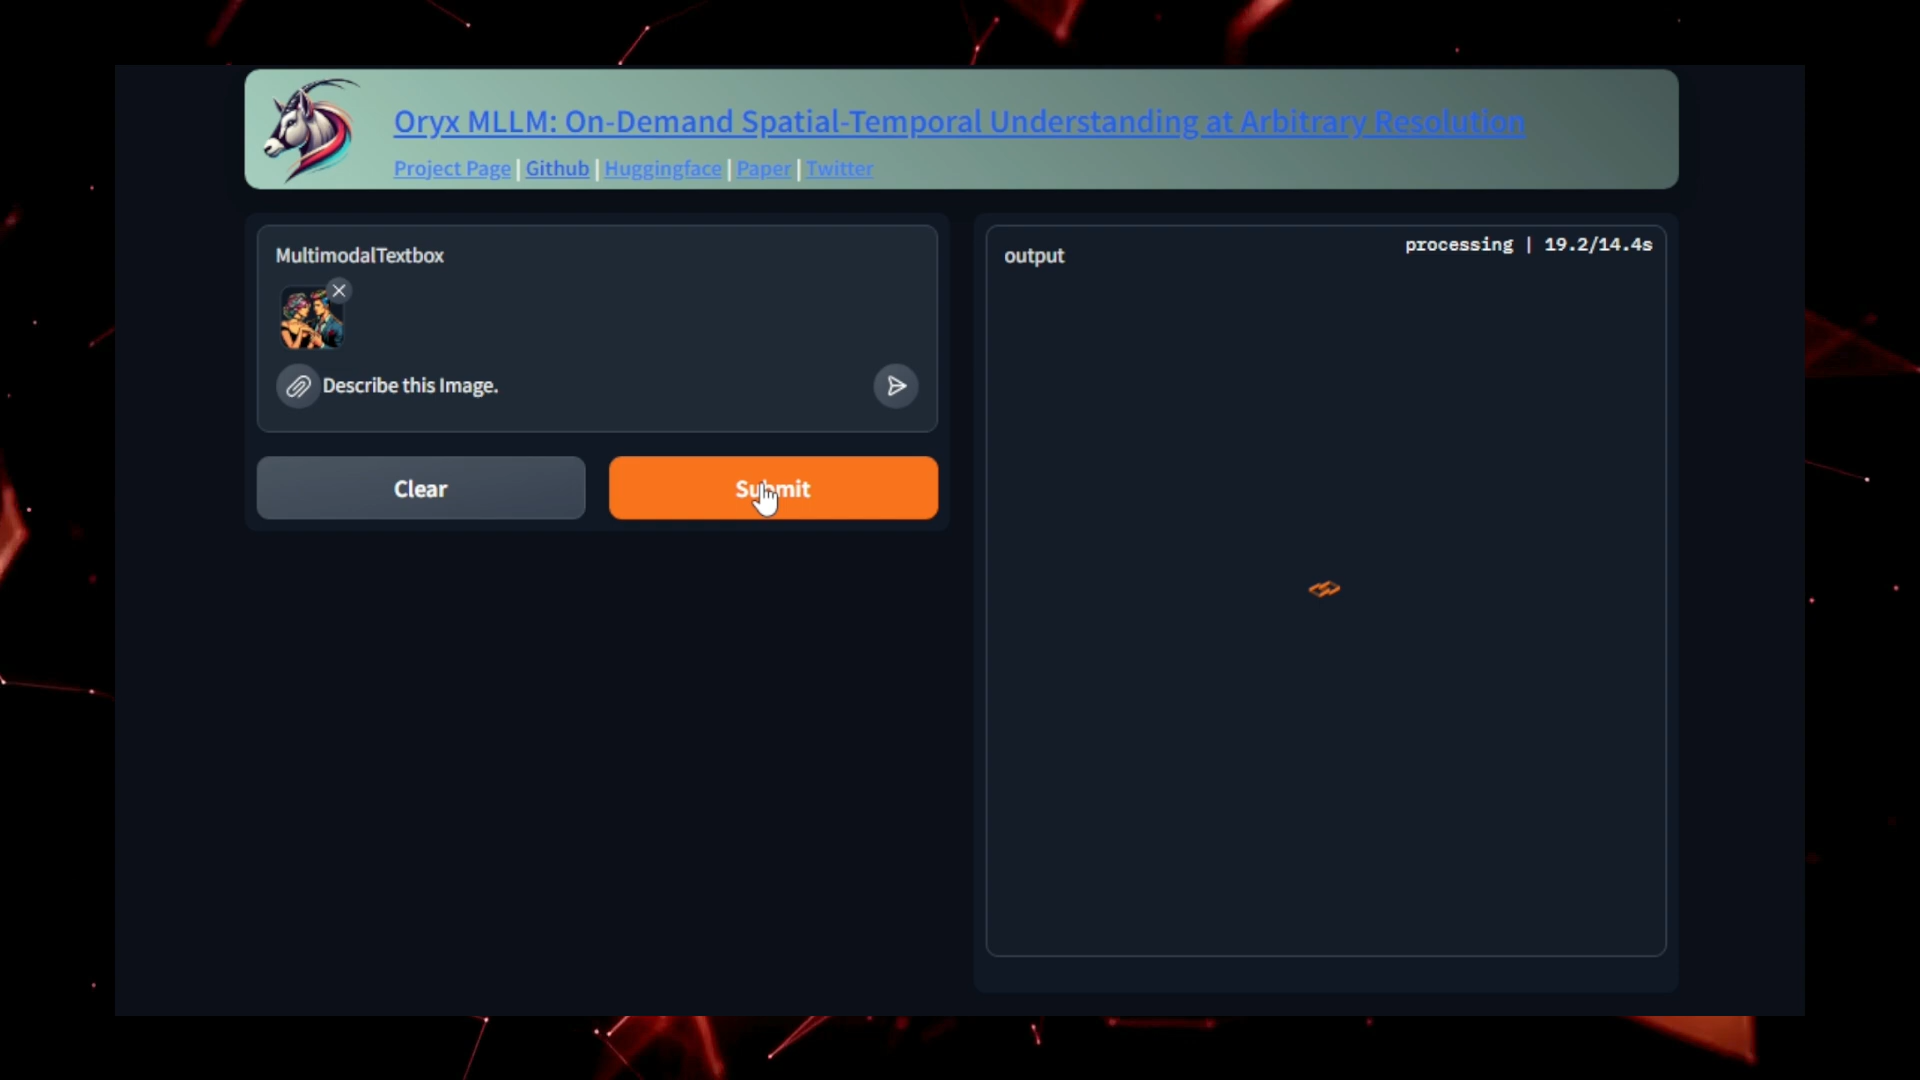 Oryx MLLM: On-Demand Spatial-Temporal Understanding at Arbitrary Resolution
Project Page | Github | Huggingface | Paper | Twitter
MultimodalTextbox
Describe this Image.
Clear
Submit
output
processing | 19.2/14.4s